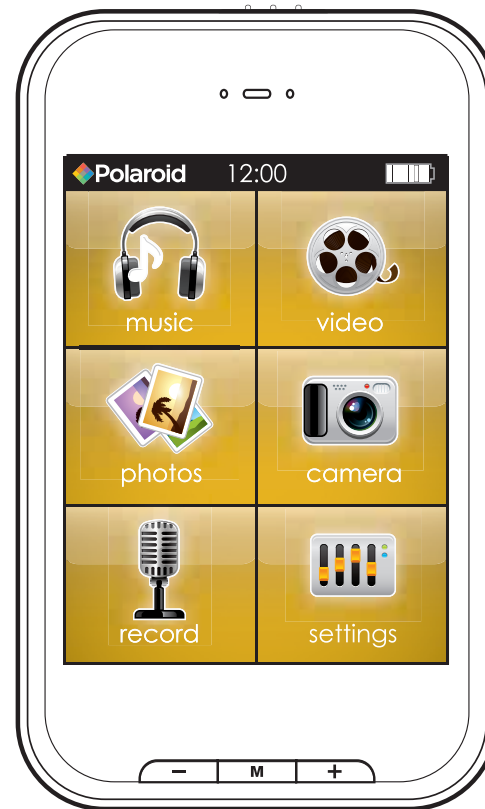 Polaroid 12:00
music video
photos camera
record settings
− M +